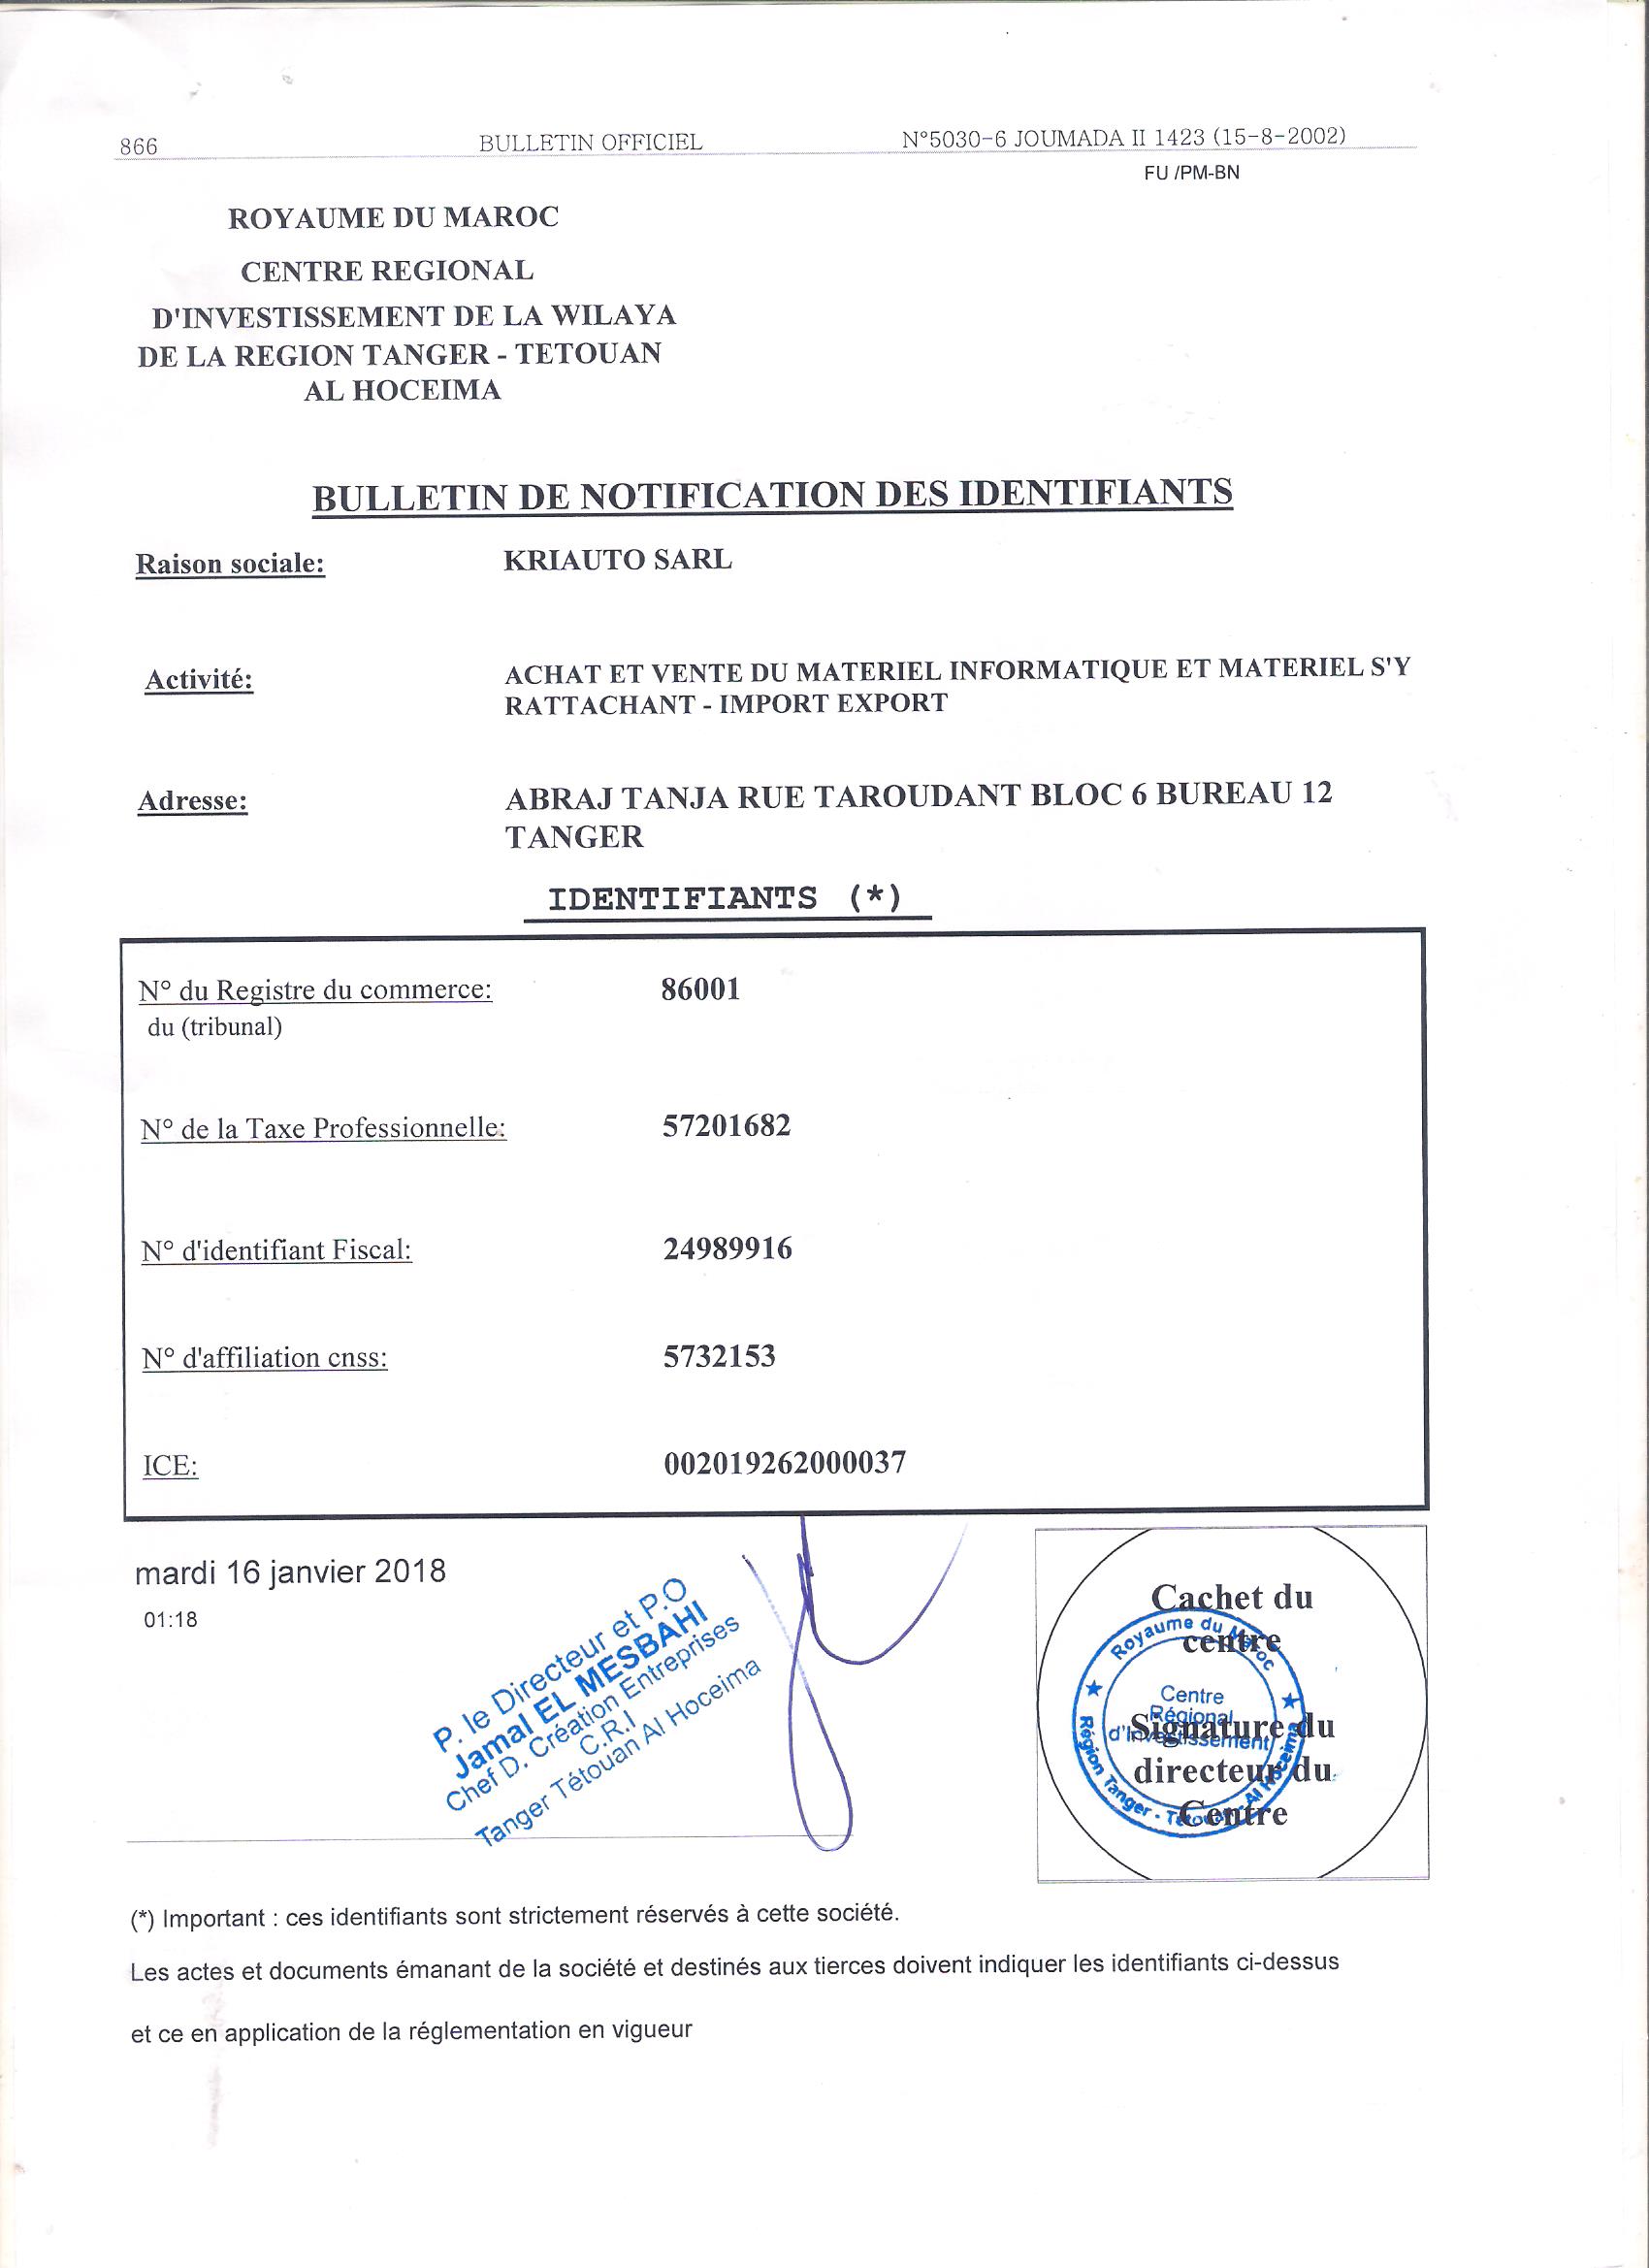 866 BULLETIN OFFICIEL N°5030-6 JOUMADA II 1423 (15-8-2002)
FU /PM-BN
ROYAUME DU MAROC
CENTRE REGIONAL
D'INVESTISSEMENT DE LA WILAYA
DE LA REGION TANGER - TETOUAN
AL HOCEIMA
BULLETIN DE NOTIFICATION DES IDENTIFIANTS
Raison sociale: KRIAUTO SARL
Activité: ACHAT ET VENTE DU MATERIEL INFORMATIQUE ET MATERIEL S'Y
RATTACHANT - IMPORT EXPORT
Adresse: ABRAJ TANJA RUE TAROUDANT BLOC 6 BUREAU 12
TANGER
IDENTIFIANTS (*)
N° du Registre du commerce: 86001
du (tribunal)
N° de la Taxe Professionnelle: 57201682
N° d'identifiant Fiscal: 24989916
N° d'affiliation cnss: 5732153
ICE: 002019262000037
mardi 16 janvier 2018
01:18
P. le Directeur et P.O
Jamal EL MESBAHI
Chef D. Création Entreprises
C.R.I
Tanger Tétouan Al Hoceima
Cachet du
centre
Signature du
directeur du
Centre
Royaume du Maroc
Centre
Régional
d'Investissement
Région Tanger - Tétouan - Al Hoceima
(*) Important : ces identifiants sont strictement réservés à cette société.
Les actes et documents émanant de la société et destinés aux tierces doivent indiquer les identifiants ci-dessus
et ce en application de la réglementation en vigueur